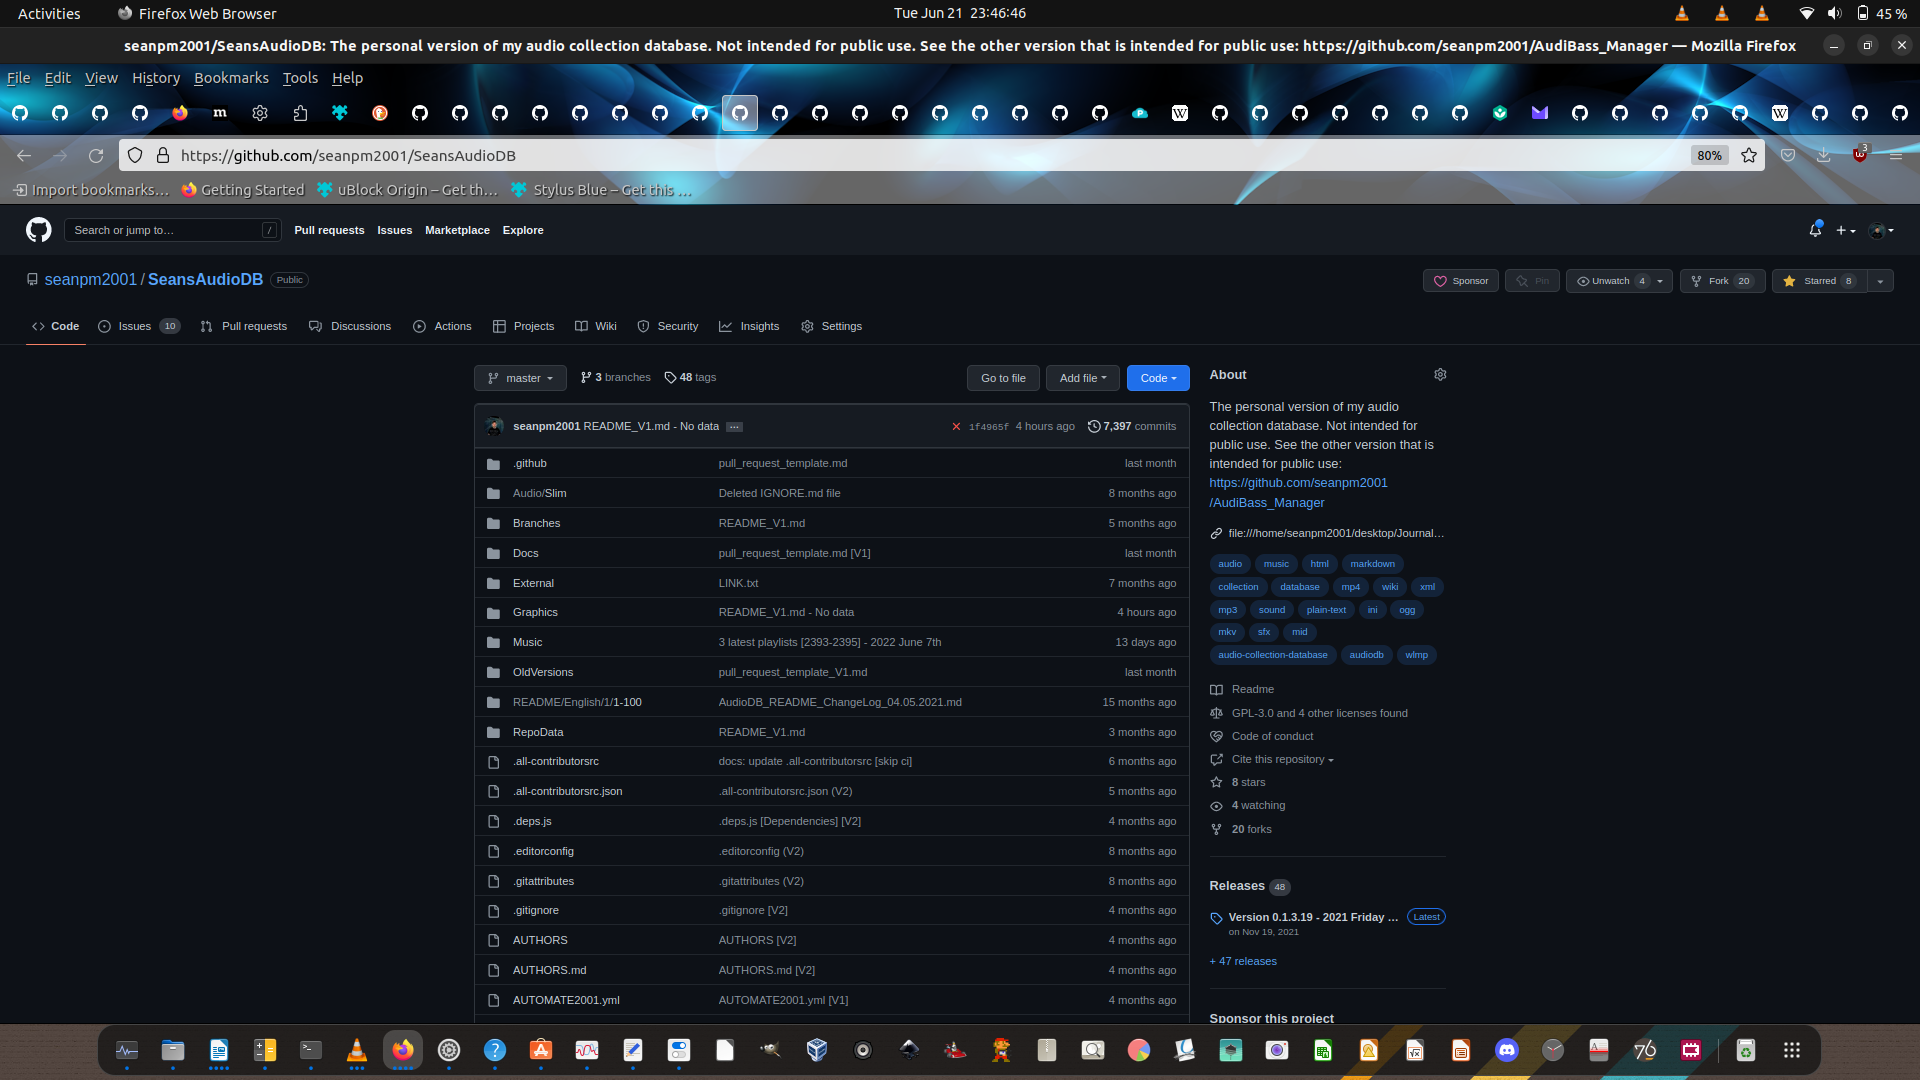 Activities
Firefox Web Browser
Tue Jun 21 23:46:46
45 %
seanpm2001/SeansAudioDB: The personal version of my audio collection database. Not intended for public use. See the other version that is intended for public use: https://github.com/seanpm2001/AudiBass_Manager — Mozilla Firefox
File Edit View History Bookmarks Tools Help
https://github.com/seanpm2001/SeansAudioDB
80%
3
Import bookmarks…
Getting Started
uBlock Origin – Get th…
Stylus Blue – Get this …
Search or jump to…
/
Pull requests Issues Marketplace Explore
seanpm2001 / SeansAudioDB Public
Sponsor
Pin
Unwatch 4
Fork 20
Starred 8
Code
Issues 10
Pull requests
Discussions
Actions
Projects
Wiki
Security
Insights
Settings
master
3 branches
48 tags
Go to file
Add file
Code
seanpm2001 README_V1.md - No data ...
1f4965f 4 hours ago
7,397 commits
.github pull_request_template.md last month
Audio/Slim Deleted IGNORE.md file 8 months ago
Branches README_V1.md 5 months ago
Docs pull_request_template.md [V1] last month
External LINK.txt 7 months ago
Graphics README_V1.md - No data 4 hours ago
Music 3 latest playlists [2393-2395] - 2022 June 7th 13 days ago
OldVersions pull_request_template_V1.md last month
README/English/1/1-100 AudioDB_README_ChangeLog_04.05.2021.md 15 months ago
RepoData README_V1.md 3 months ago
.all-contributorsrc docs: update .all-contributorsrc [skip ci] 6 months ago
.all-contributorsrc.json .all-contributorsrc.json (V2) 5 months ago
.deps.js .deps.js [Dependencies] [V2] 4 months ago
.editorconfig .editorconfig (V2) 8 months ago
.gitattributes .gitattributes (V2) 8 months ago
.gitignore .gitignore [V2] 4 months ago
AUTHORS AUTHORS [V2] 4 months ago
AUTHORS.md AUTHORS.md [V2] 4 months ago
AUTOMATE2001.yml AUTOMATE2001.yml [V1] 4 months ago
About
The personal version of my audio
collection database. Not intended for
public use. See the other version that is
intended for public use:
https://github.com/seanpm2001
/AudiBass_Manager
file:///home/seanpm2001/desktop/Journal…
audio music html markdown
collection database mp4 wiki xml
mp3 sound plain-text ini ogg
mkv sfx mid
audio-collection-database audiodb wlmp
Readme
GPL-3.0 and 4 other licenses found
Code of conduct
Cite this repository
8 stars
4 watching
20 forks
Releases 48
Version 0.1.3.19 - 2021 Friday … Latest
on Nov 19, 2021
+ 47 releases
Sponsor this project